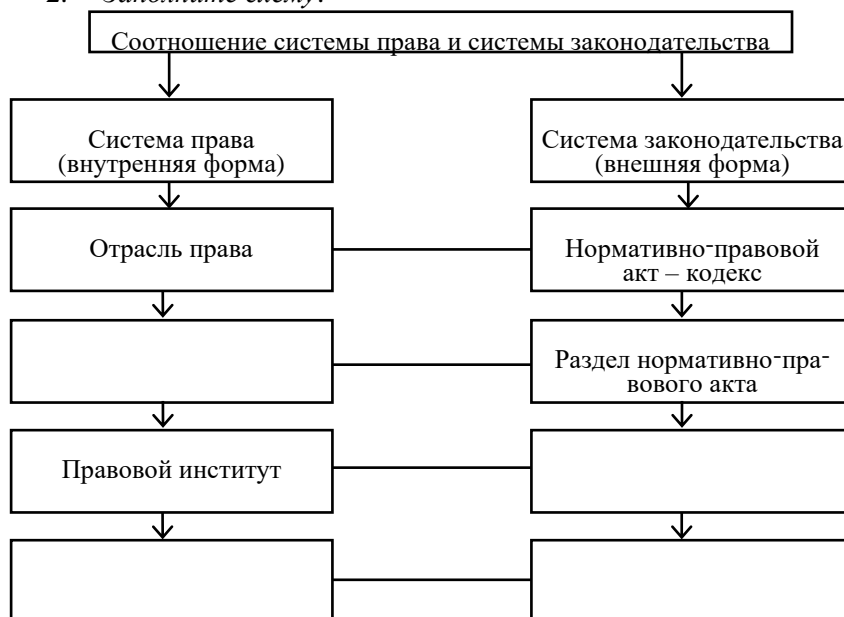 Соотношение системы права и системы законодательства
Система права
(внутренняя форма)
Система законодательства
(внешняя форма)
Отрасль права
Нормативно-правовой
акт – кодекс
Раздел нормативно-пра-
вового акта
Правовой институт